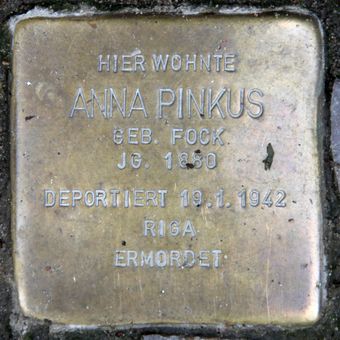 HIER WOHNTE
ANNA PINKUS
GEB. FOCK
JG. 1880
DEPORTIERT 19.1.1942
RIGA
ERMORDET